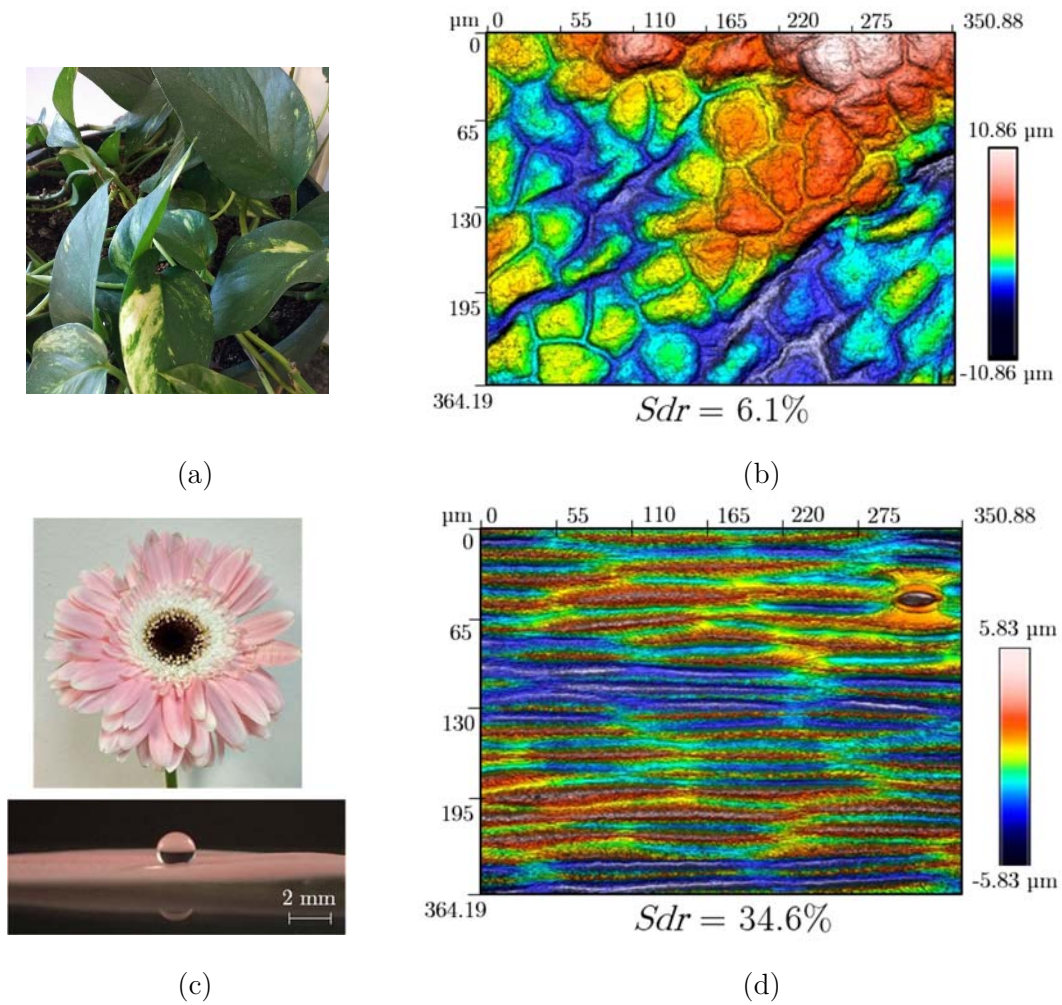 µm 0 55 110 165 220 275 350.88
0
65
130
195
364.19
10.86 µm
-10.86 µm
Sdr = 6.1%
(a)
(b)
µm 0 55 110 165 220 275 350.88
0
65
130
195
364.19
5.83 µm
-5.83 µm
2 mm
Sdr = 34.6%
(c)
(d)